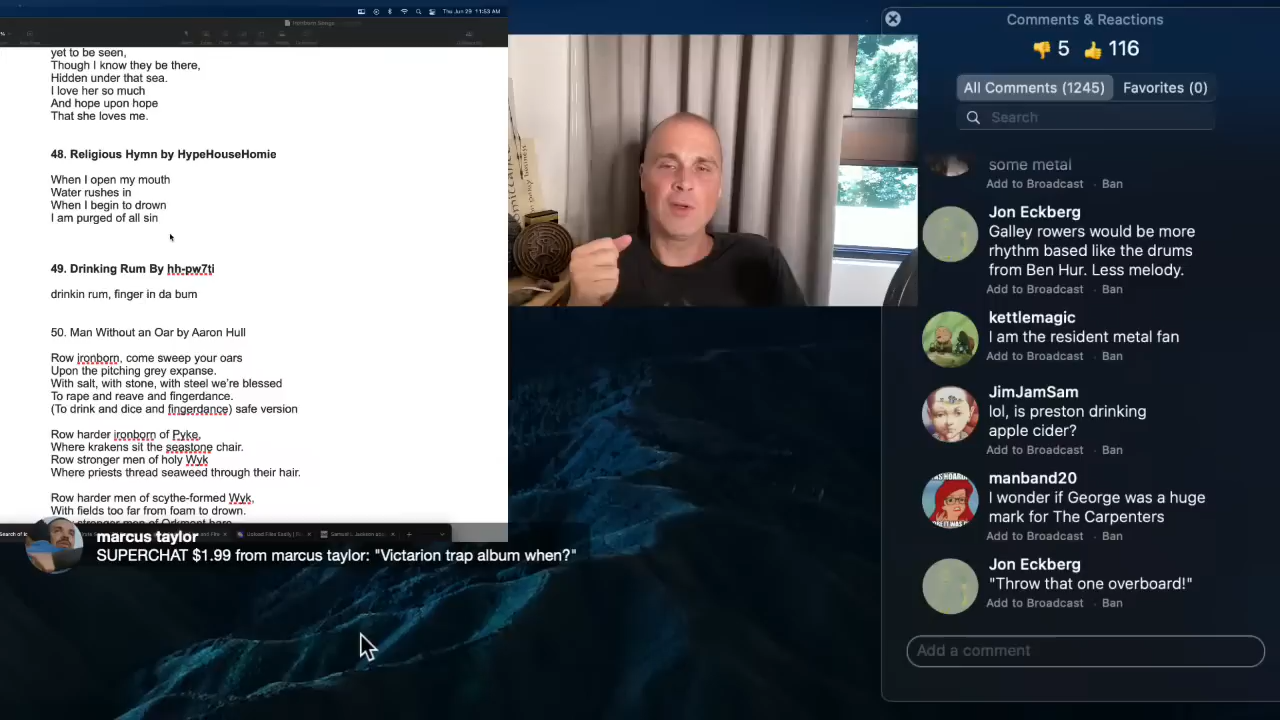 Thu Jun 29 11:53 AM
yet to be seen,
Though I know they be there,
Hidden under that sea.
I love her so much
And hope upon hope
That she loves me.
48. Religious Hymn by HypeHouseHomie
When I open my mouth
Water rushes in
When I begin to drown
I am purged of all sin
49. Drinking Rum By hh-pw7ti
drinkin rum, finger in da bum
50. Man Without an Oar by Aaron Hull
Row ironborn, come sweep your oars
Upon the pitching grey expanse.
With salt, with stone, with steel we're blessed
To rape and reave and fingerdance.
(To drink and dice and fingerdance) safe version
Row harder ironborn of Pyke,
Where krakens sit the seastone chair.
Row stronger men of holy Wyk
Where priests thread seaweed through their hair.
Row harder men of scythe-formed Wyk,
With fields too far from foam to drown.
stronger men of Orkmont bare
marcus taylor
SUPERCHAT $1.99 from marcus taylor: "Victarion trap album when?"
Comments & Reactions
👎 5 👍 116
All Comments (1245) Favorites (0)
Search
some metal
Add to Broadcast · Ban
Jon Eckberg
Galley rowers would be more
rhythm based like the drums
from Ben Hur. Less melody.
Add to Broadcast · Ban
kettlemagic
I am the resident metal fan
Add to Broadcast · Ban
JimJamSam
lol, is preston drinking
apple cider?
Add to Broadcast · Ban
manband20
I wonder if George was a huge
mark for The Carpenters
Add to Broadcast · Ban
Jon Eckberg
"Throw that one overboard!"
Add to Broadcast · Ban
Add a comment